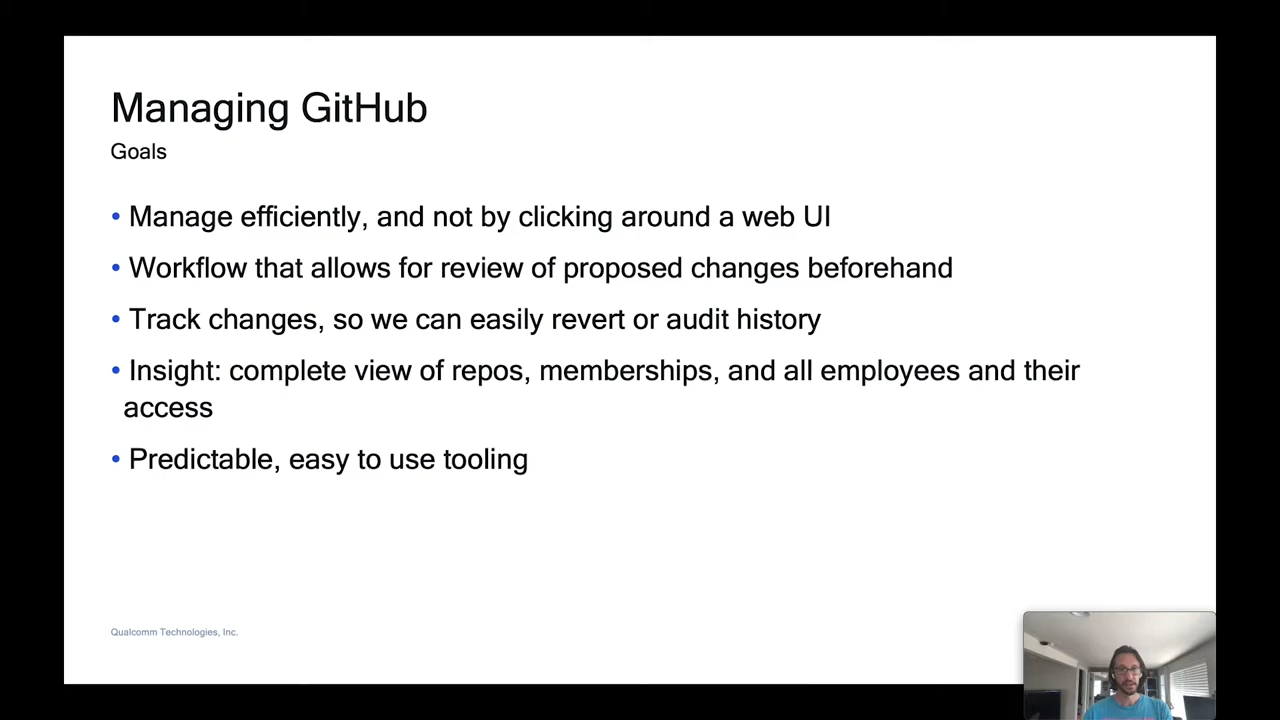 Managing GitHub
Goals
• Manage efficiently, and not by clicking around a web UI
• Workflow that allows for review of proposed changes beforehand
• Track changes, so we can easily revert or audit history
• Insight: complete view of repos, memberships, and all employees and their
access
• Predictable, easy to use tooling
Qualcomm Technologies, Inc.